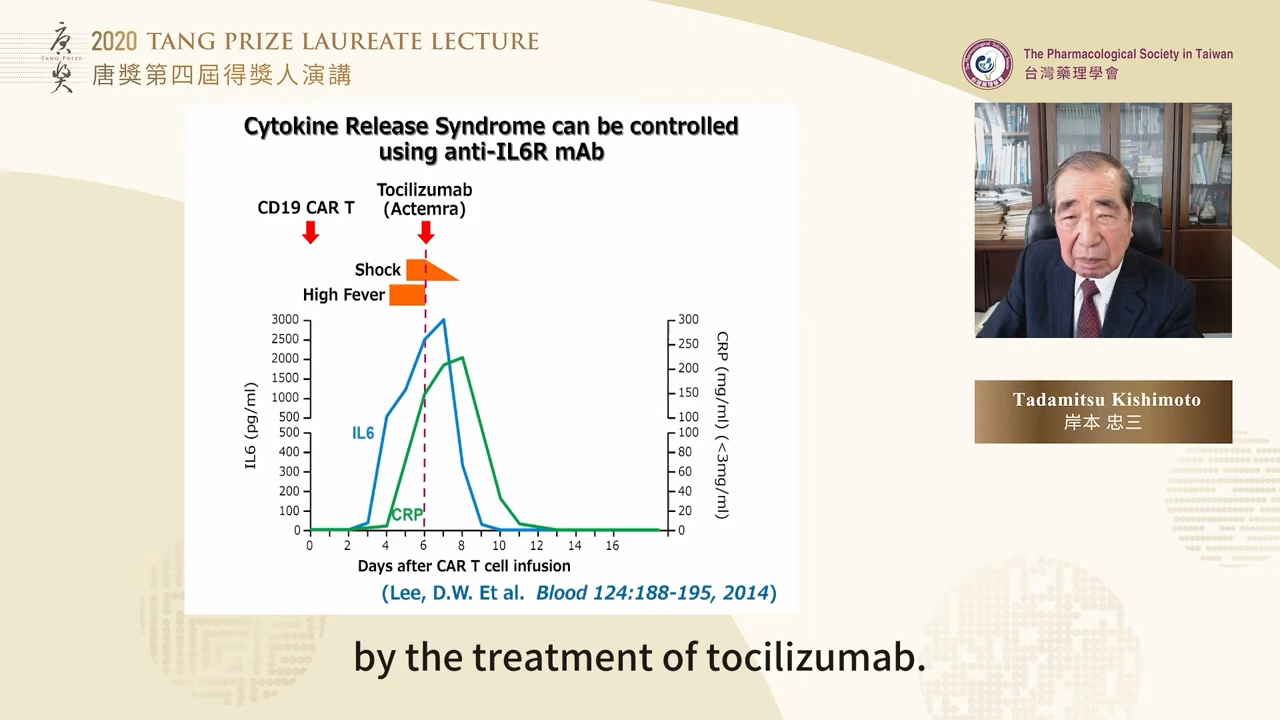 唐
TANG PRIZE
獎
2020 TANG PRIZE LAUREATE LECTURE
唐獎第四屆得獎人演講
The Pharmacological Society in Taiwan
台灣藥理學會
Cytokine Release Syndrome can be controlled
using anti-IL6R mAb
CD19 CAR T
Tocilizumab
(Actemra)
Shock
High Fever
3000
2500
2000
1500
1000
500
500
400
300
200
100
0
IL6 (pg/ml)
IL6
CRP
300
250
200
150
100
100
80
60
40
20
0
CRP (mg/ml) (<3mg/ml)
0 2 4 6 8 10 12 14 16
Days after CAR T cell infusion
(Lee, D.W. Et al. Blood 124:188-195, 2014)
Tadamitsu Kishimoto
岸本 忠三
by the treatment of tocilizumab.